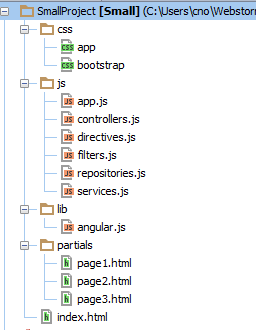 SmallProject [Small] (C:\Users\cno\Webstor
css
app
bootstrap
js
app.js
controllers.js
directives.js
filters.js
repositories.js
services.js
lib
angular.js
partials
page1.html
page2.html
page3.html
index.html